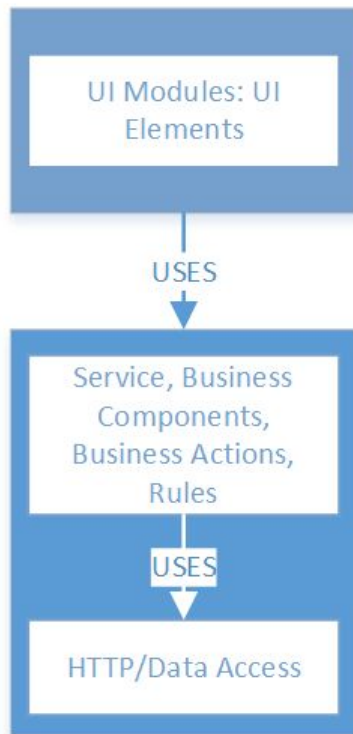 UI Modules: UI
Elements
USES
Service, Business
Components,
Business Actions,
Rules
USES
HTTP/Data Access